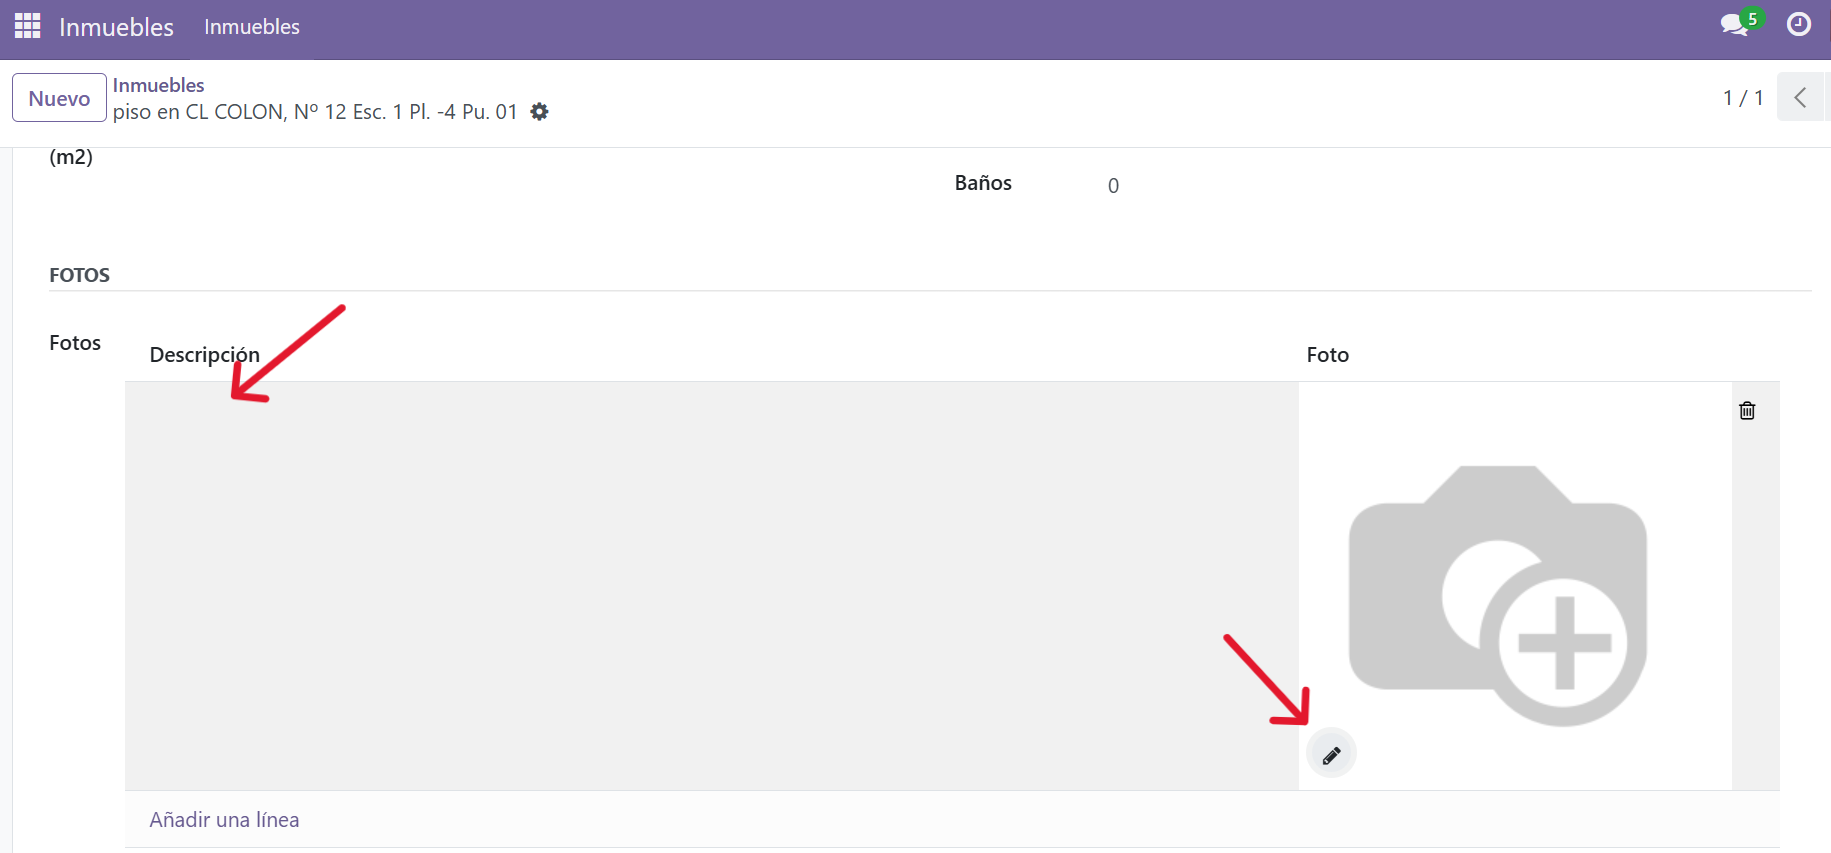 Inmuebles Inmuebles 5
Nuevo Inmuebles
piso en CL COLON, Nº 12 Esc. 1 Pl. -4 Pu. 01
1 / 1
(m2)
Baños 0
FOTOS
Fotos Descripción Foto
Añadir una línea